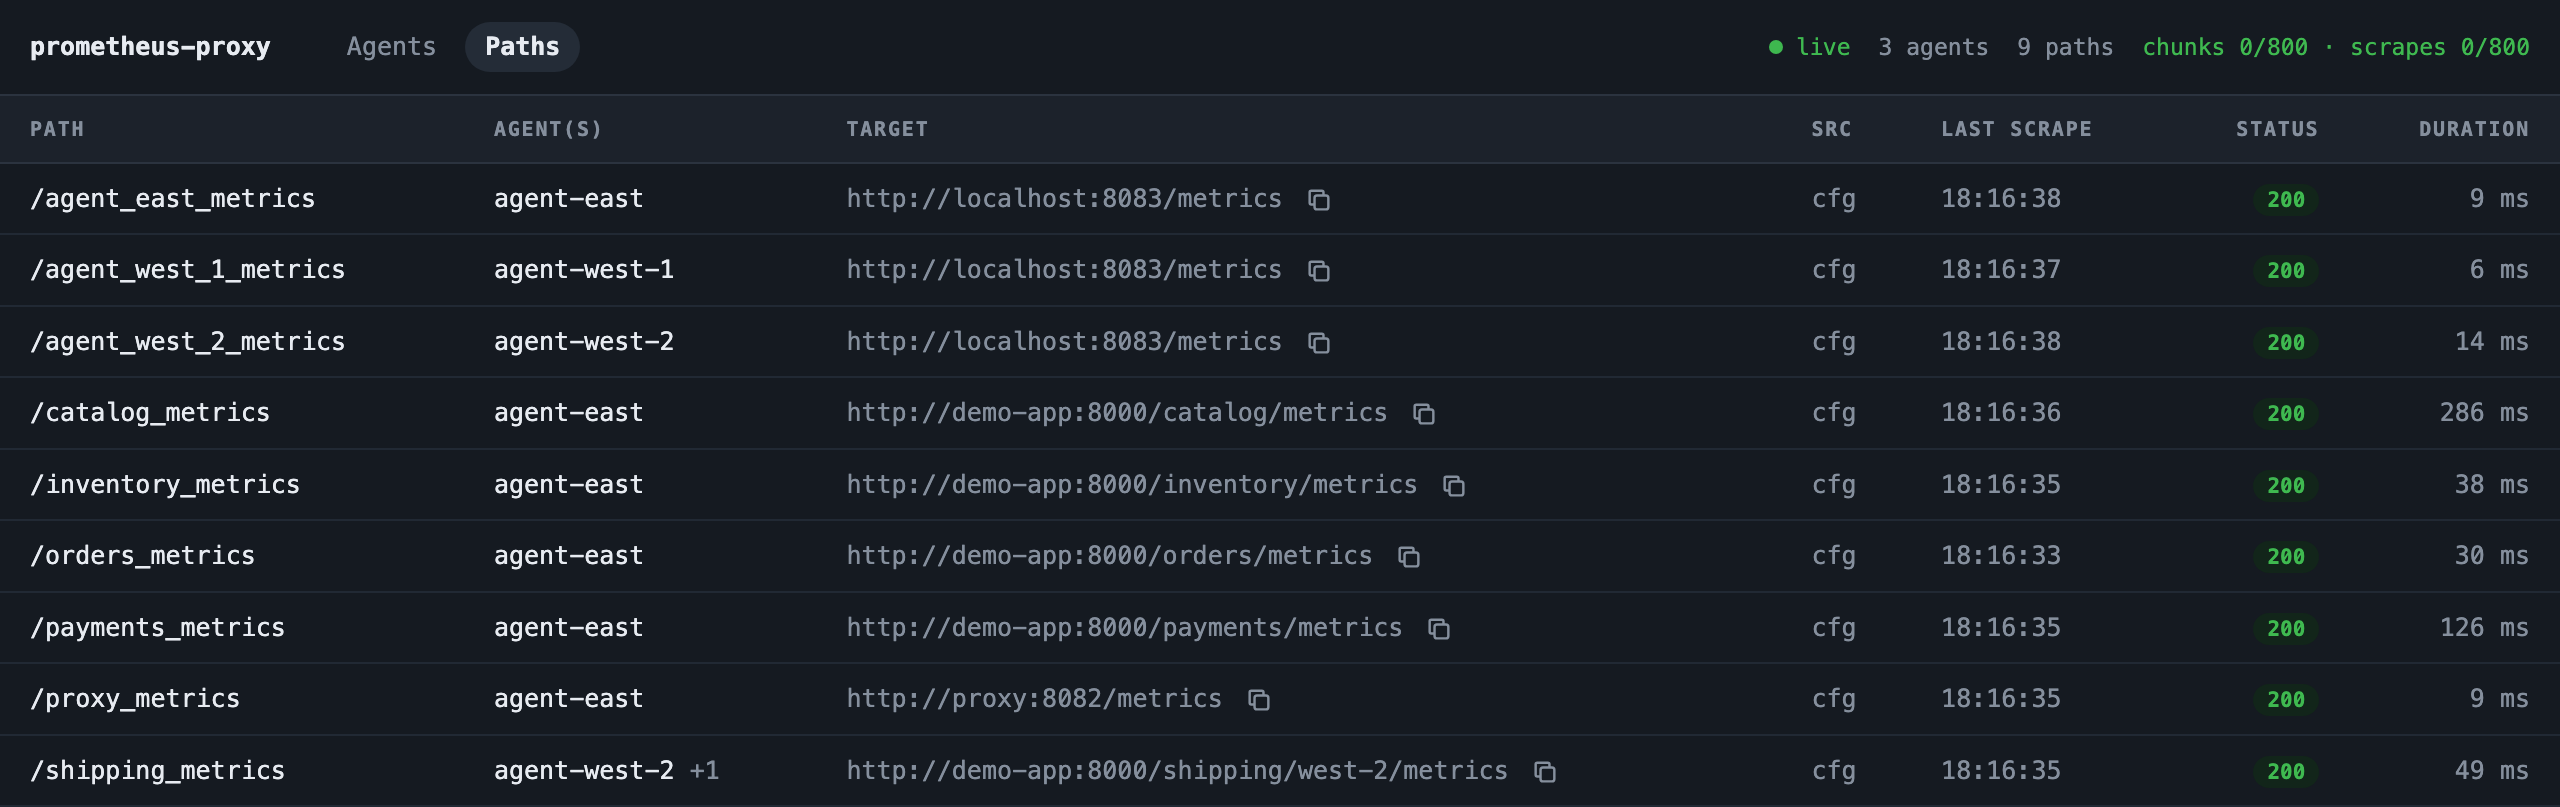 prometheus-proxy Agents Paths live 3 agents 9 paths chunks 0/800 · scrapes 0/800
PATH AGENT(S) TARGET SRC LAST SCRAPE STATUS DURATION
/agent_east_metrics agent-east http://localhost:8083/metrics cfg 18:16:38 200 9 ms
/agent_west_1_metrics agent-west-1 http://localhost:8083/metrics cfg 18:16:37 200 6 ms
/agent_west_2_metrics agent-west-2 http://localhost:8083/metrics cfg 18:16:38 200 14 ms
/catalog_metrics agent-east http://demo-app:8000/catalog/metrics cfg 18:16:36 200 286 ms
/inventory_metrics agent-east http://demo-app:8000/inventory/metrics cfg 18:16:35 200 38 ms
/orders_metrics agent-east http://demo-app:8000/orders/metrics cfg 18:16:33 200 30 ms
/payments_metrics agent-east http://demo-app:8000/payments/metrics cfg 18:16:35 200 126 ms
/proxy_metrics agent-east http://proxy:8082/metrics cfg 18:16:35 200 9 ms
/shipping_metrics agent-west-2 +1 http://demo-app:8000/shipping/west-2/metrics cfg 18:16:35 200 49 ms